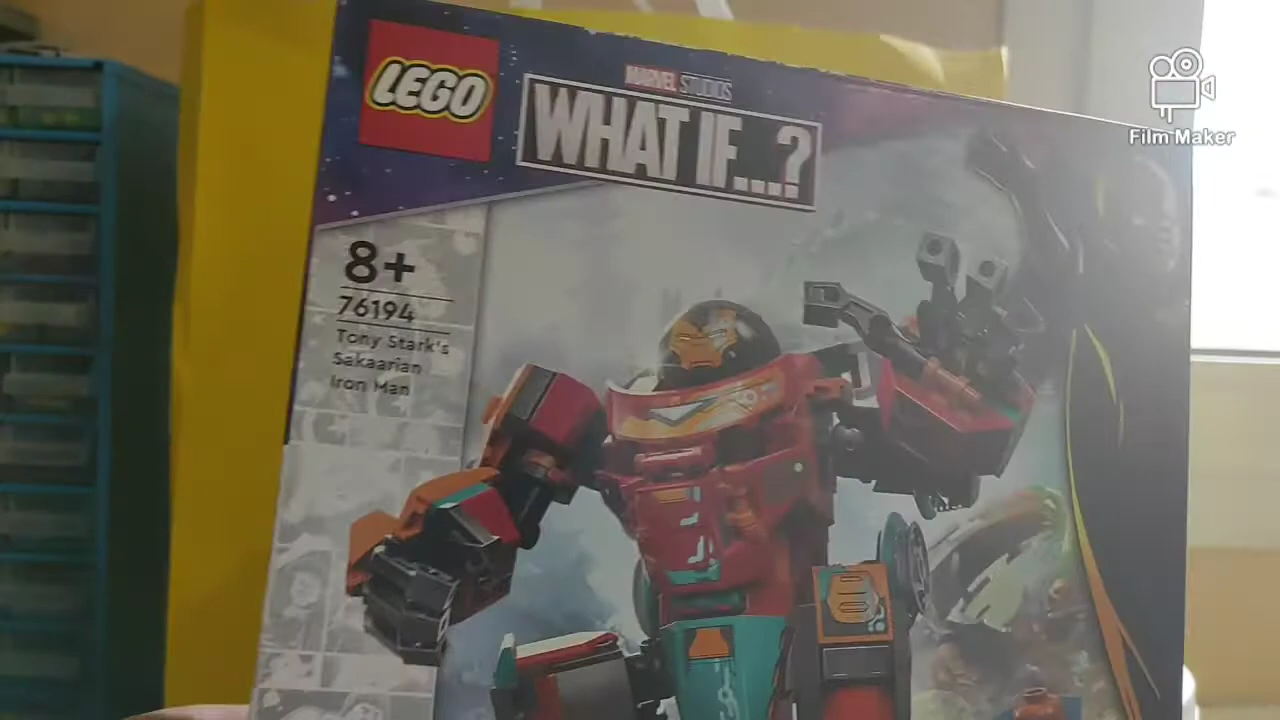 LEGO
MARVEL STUDIOS
WHAT IF...?
8+
76194
Tony Stark's
Sakaarian
Iron Man
Film Maker